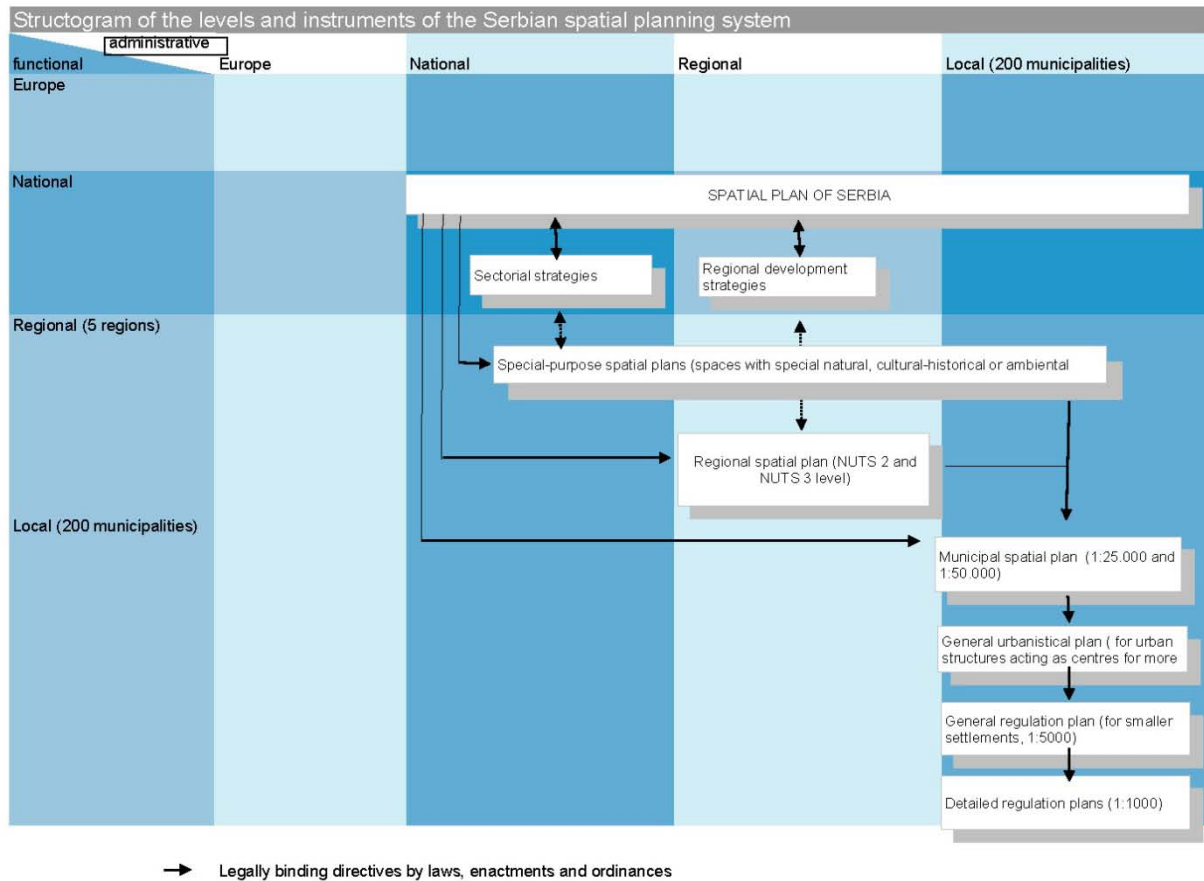 Structogram of the levels and instruments of the Serbian spatial planning system
administrative
functional
Europe
National
Regional
Local (200 municipalities)
Europe
National
SPATIAL PLAN OF SERBIA
Sectorial strategies
Regional development
strategies
Regional (5 regions)
Special-purpose spatial plans (spaces with special natural, cultural-historical or ambiental
Regional spatial plan (NUTS 2 and
NUTS 3 level)
Local (200 municipalities)
Municipal spatial plan (1:25.000 and
1:50.000)
General urbanistical plan ( for urban
structures acting as centres for more
General regulation plan (for smaller
settlements, 1:5000)
Detailed regulation plans (1:1000)
Legally binding directives by laws, enactments and ordinances